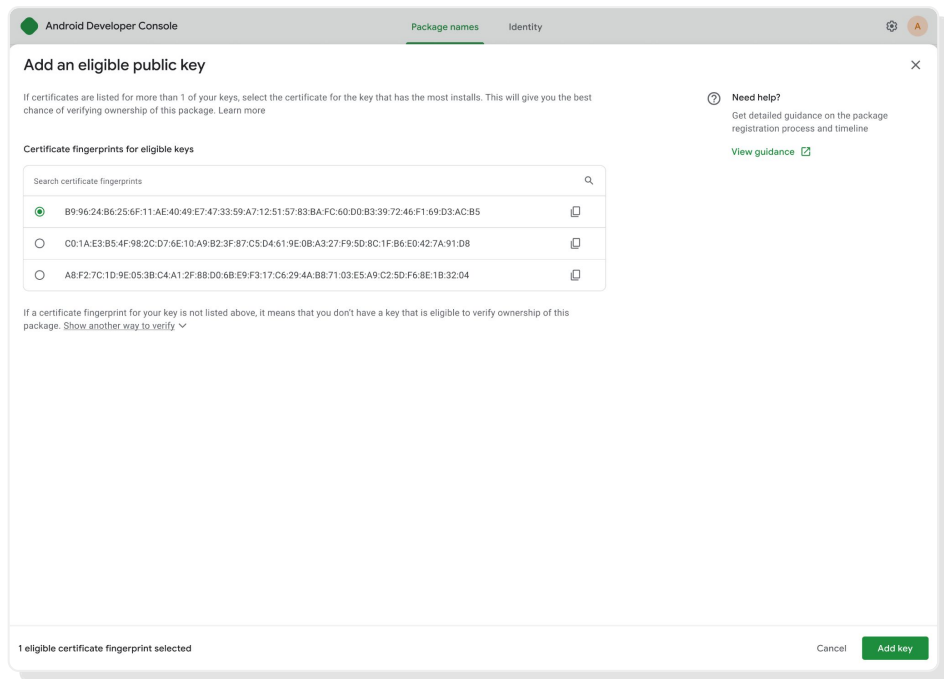 Android Developer Console
Package names
Identity
A
Add an eligible public key
If certificates are listed for more than 1 of your keys, select the certificate for the key that has the most installs. This will give you the best
chance of verifying ownership of this package. Learn more
Need help?
Get detailed guidance on the package
registration process and timeline
View guidance
Certificate fingerprints for eligible keys
Search certificate fingerprints
B9:96:24:B6:25:6F:11:AE:40:49:E7:47:33:59:A7:12:51:57:83:BA:FC:60:D0:B3:39:72:46:F1:69:D3:AC:B5
C0:1A:E3:B5:4F:98:2C:D7:6E:10:A9:B2:3F:87:C5:D4:61:9E:0B:A3:27:F9:5D:8C:1F:B6:E0:42:7A:91:D8
A8:F2:7C:1D:9E:05:3B:C4:A1:2F:88:D0:6B:E9:F3:17:C6:29:4A:B8:71:03:E5:A9:C2:5D:F6:8E:1B:32:04
If a certificate fingerprint for your key is not listed above, it means that you don't have a key that is eligible to verify ownership of this
package. Show another way to verify
1 eligible certificate fingerprint selected
Cancel
Add key